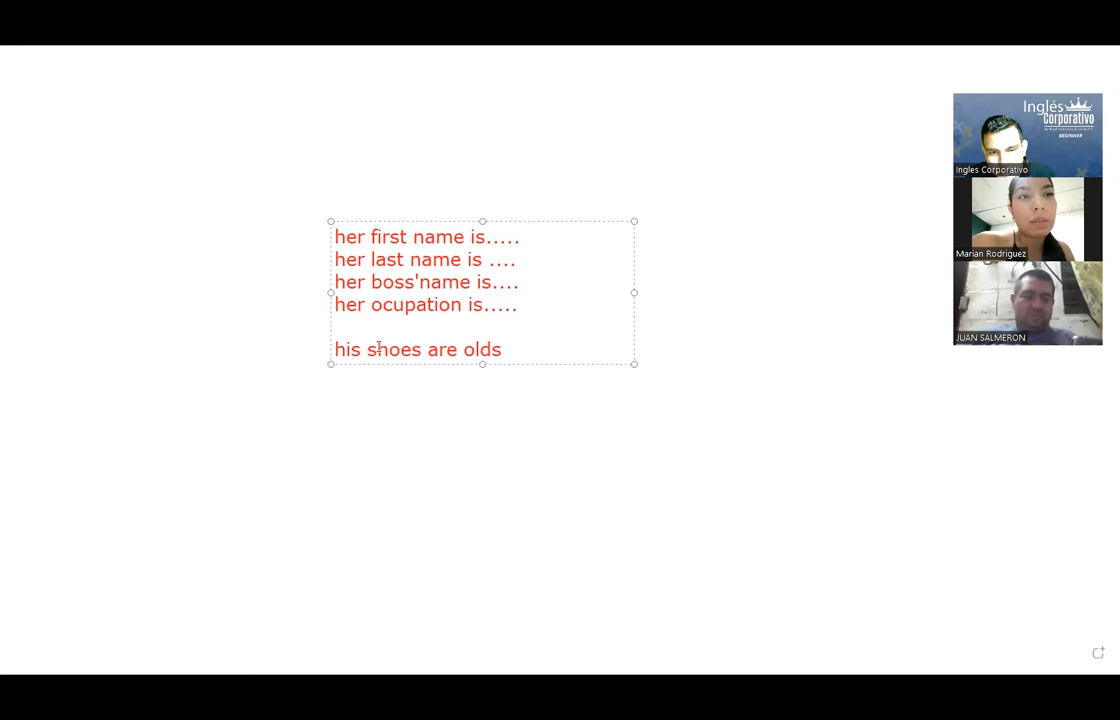 her first name is.....
her last name is ....
her boss'name is....
her ocupation is.....
his shoes are olds
Inglés
Corporativo
BEGINNER
Ingles Corporativo
Marian Rodriguez
JUAN SALMERON